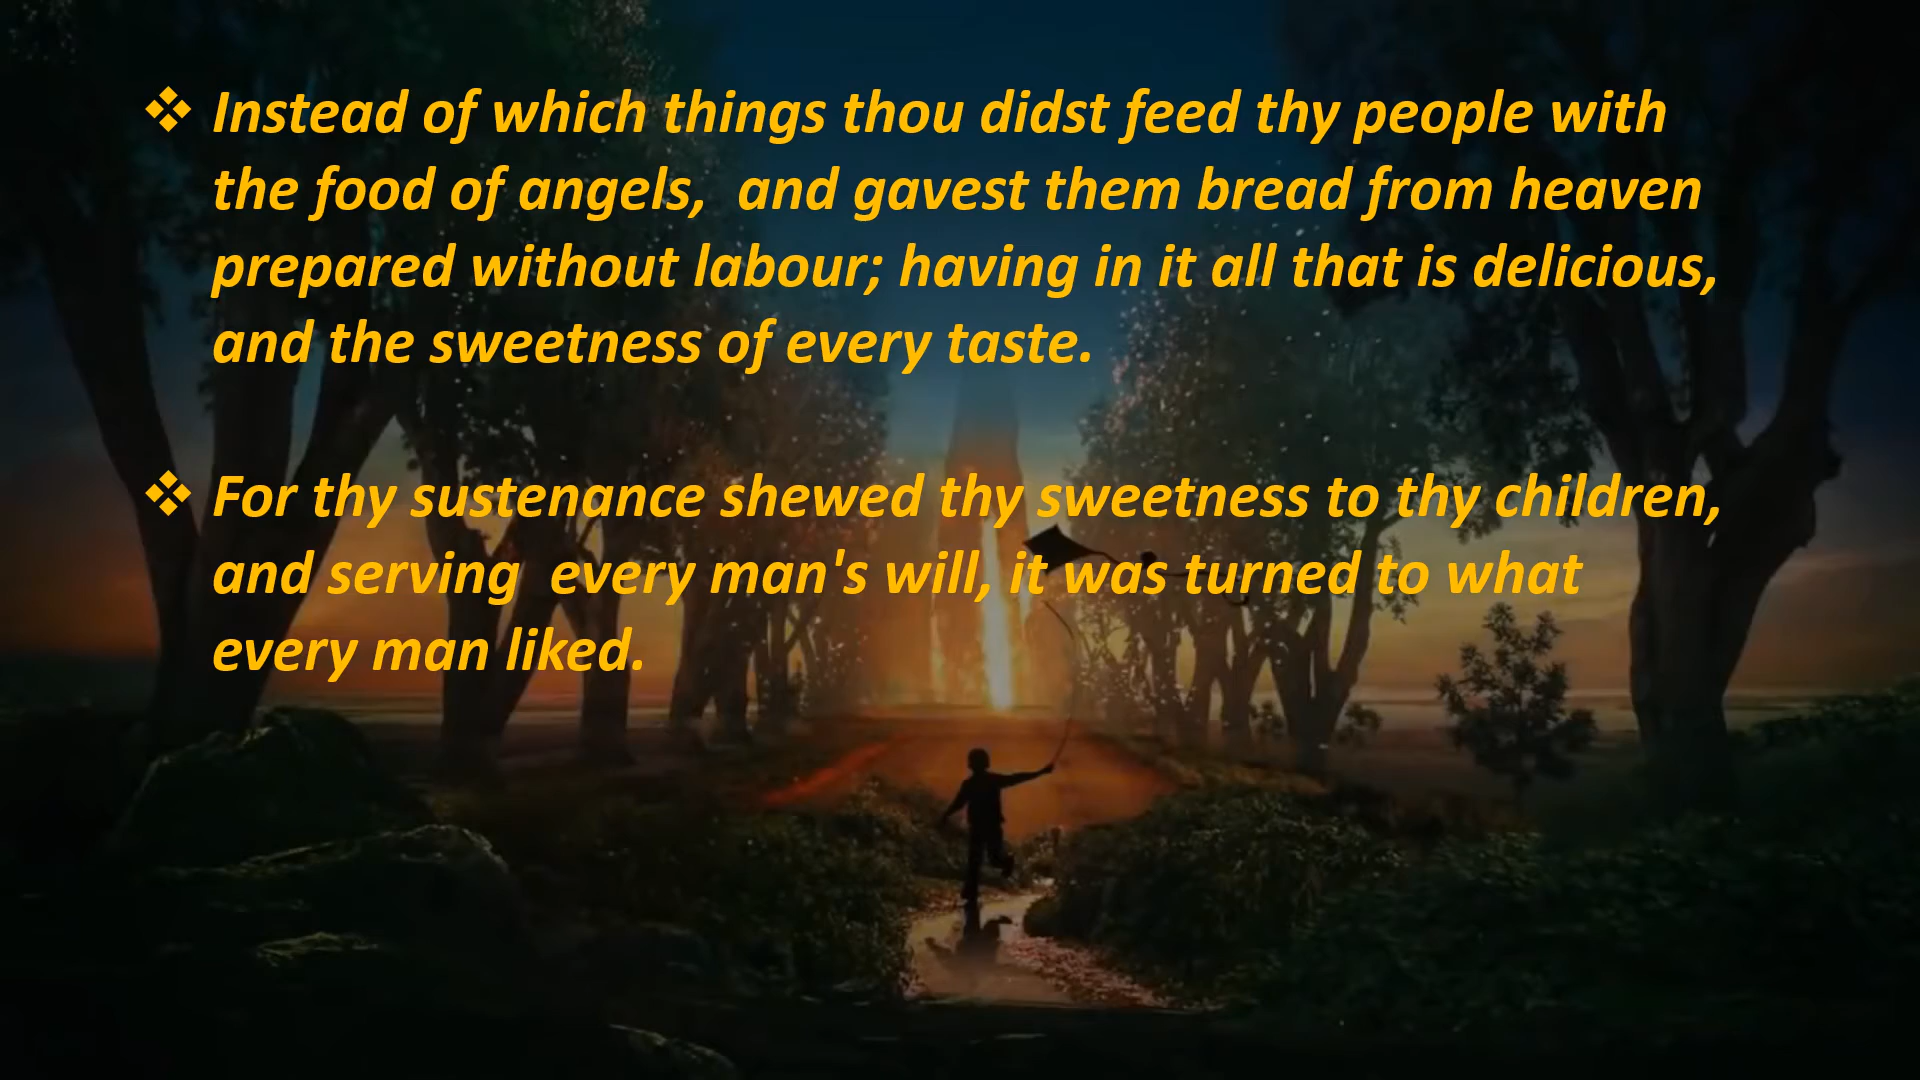 ❖ Instead of which things thou didst feed thy people with
the food of angels,  and gavest them bread from heaven
prepared without labour; having in it all that is delicious,
and the sweetness of every taste.
❖ For thy sustenance shewed thy sweetness to thy children,
and serving  every man's will, it was turned to what
every man liked.